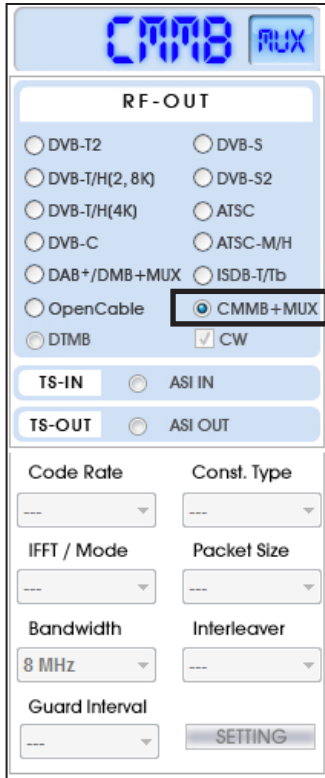 CMMB MUX
RF-OUT
DVB-T2 DVB-S
DVB-T/H(2, 8K) DVB-S2
DVB-T/H(4K) ATSC
DVB-C ATSC-M/H
DAB+/DMB+MUX ISDB-T/Tb
OpenCable CMMB+MUX
DTMB CW
TS-IN ASI IN
TS-OUT ASI OUT
Code Rate Const. Type
--- ---
IFFT / Mode Packet Size
--- ---
Bandwidth Interleaver
8 MHz ---
Guard Interval
--- SETTING